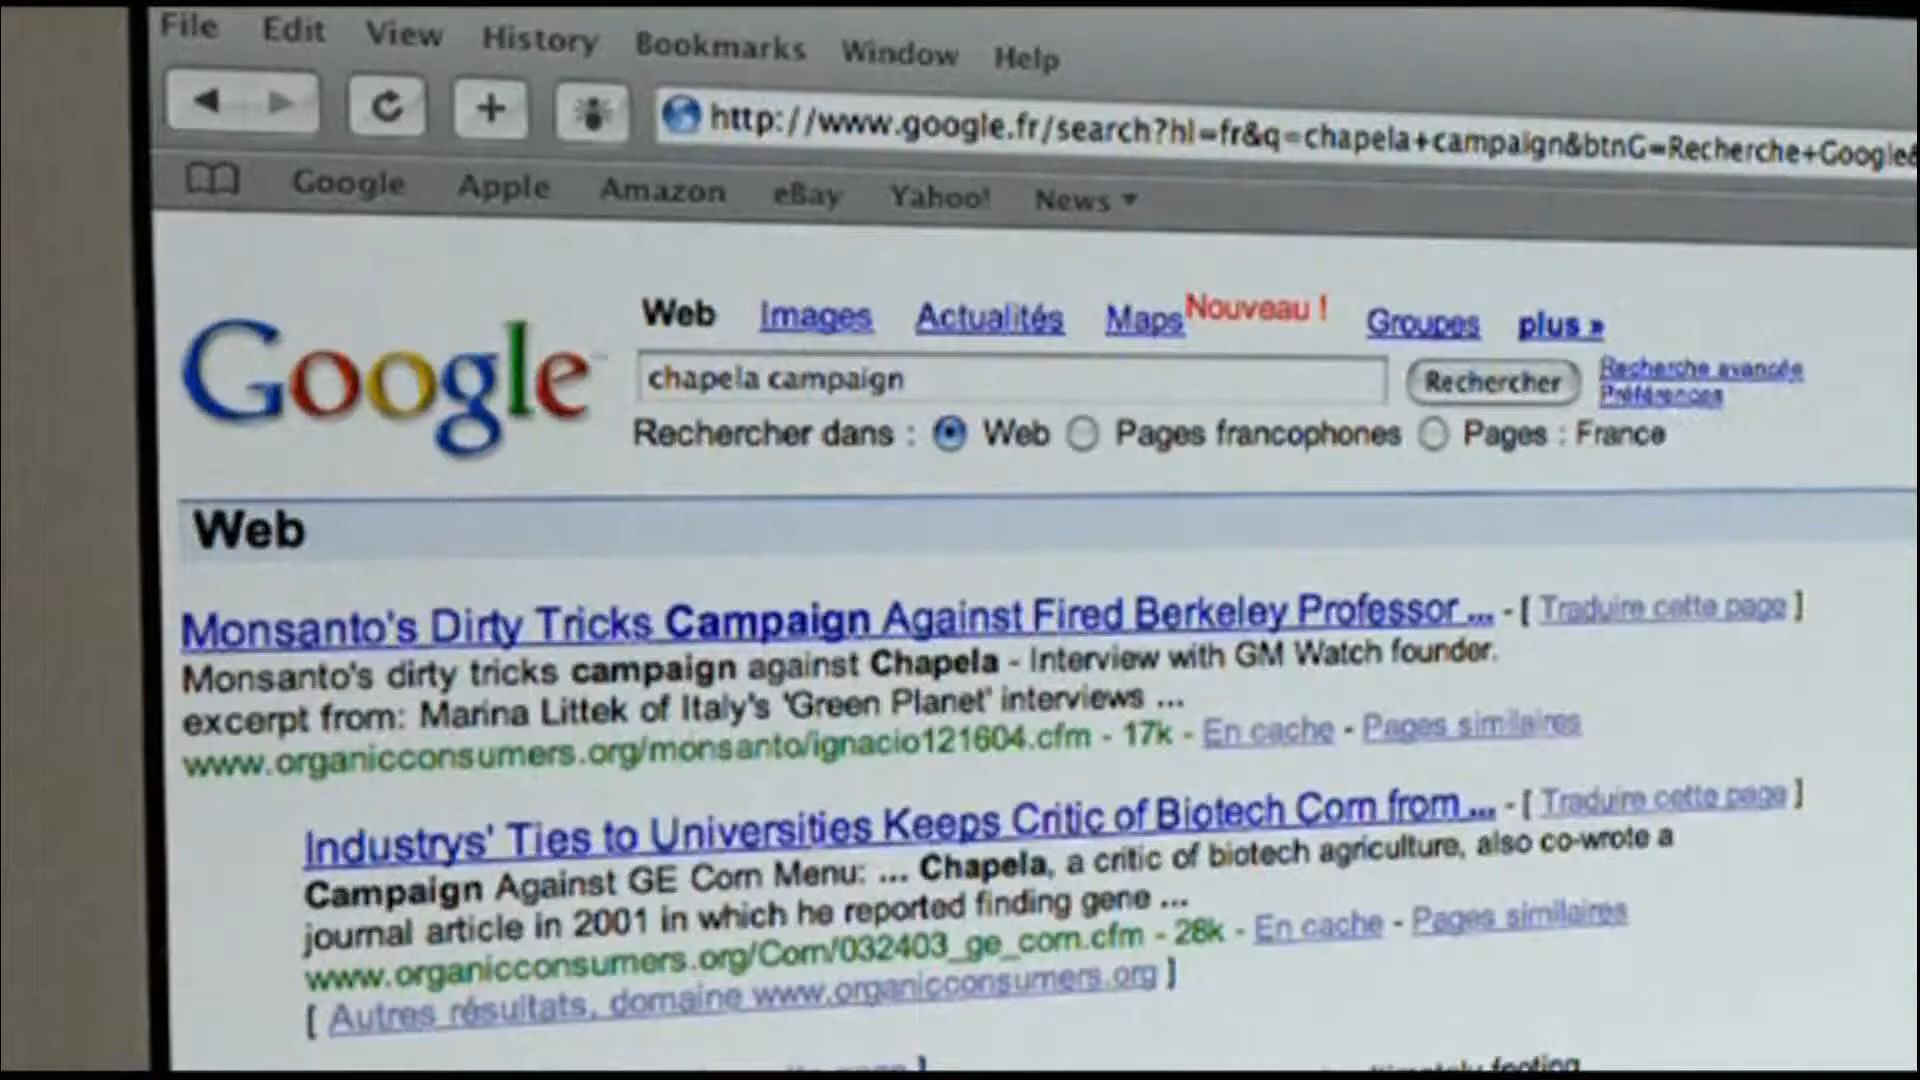 File Edit View History Bookmarks Window Help
http://www.google.fr/search?hl=fr&q=chapela+campaign&btnG=Recherche+Google&
Google Apple Amazon eBay Yahoo! News
Web Images Actualités Maps Nouveau ! Groupes plus »
Google
chapela campaign Rechercher Recherche avancée
Préférences
Rechercher dans : Web Pages francophones Pages : France
Web
Monsanto's Dirty Tricks Campaign Against Fired Berkeley Professor ... - [ Traduire cette page ]
Monsanto's dirty tricks campaign against Chapela - Interview with GM Watch founder.
excerpt from: Marina Littek of Italy's 'Green Planet' interviews ...
www.organicconsumers.org/monsanto/ignacio121604.cfm - 17k - En cache - Pages similaires
Industrys' Ties to Universities Keeps Critic of Biotech Corn from ... - [ Traduire cette page ]
Campaign Against GE Corn Menu: ... Chapela, a critic of biotech agriculture, also co-wrote a
journal article in 2001 in which he reported finding gene ...
www.organicconsumers.org/Corn/032403_ge_corn.cfm - 28k - En cache - Pages similaires
[ Autres résultats, domaine www.organicconsumers.org ]